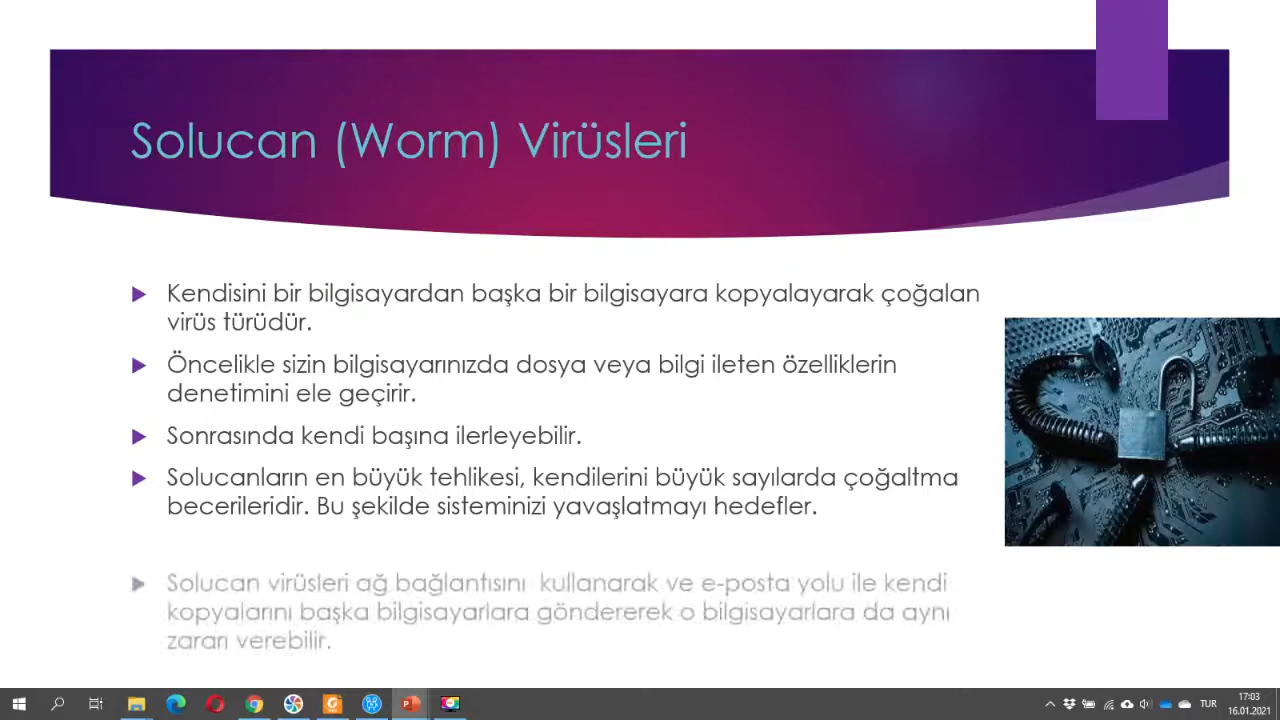 Solucan (Worm) Virüsleri
Kendisini bir bilgisayardan başka bir bilgisayara kopyalayarak çoğalan
virüs türüdür.
Öncelikle sizin bilgisayarınızda dosya veya bilgi ileten özelliklerin
denetimini ele geçirir.
Sonrasında kendi başına ilerleyebilir.
Solucanların en büyük tehlikesi, kendilerini büyük sayılarda çoğaltma
becerileridir. Bu şekilde sisteminizi yavaşlatmayı hedefler.
Solucan virüsleri ağ bağlantısını kullanarak ve e-posta yolu ile kendi
kopyalarını başka bilgisayarlara göndererek o bilgisayarlara da aynı
zararı verebilir.
TUR
17:03
16.01.2021